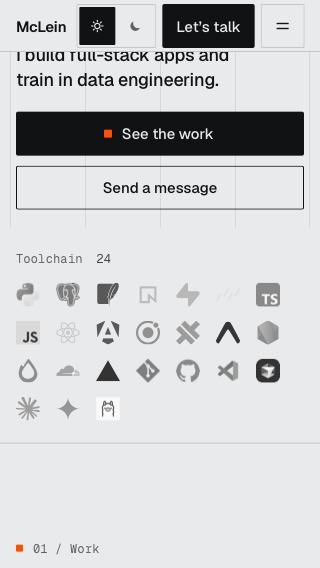 McLein
Let's talk
I build full-stack apps and
train in data engineering.
See the work
Send a message
Toolchain 24
TS
JS
01 / Work